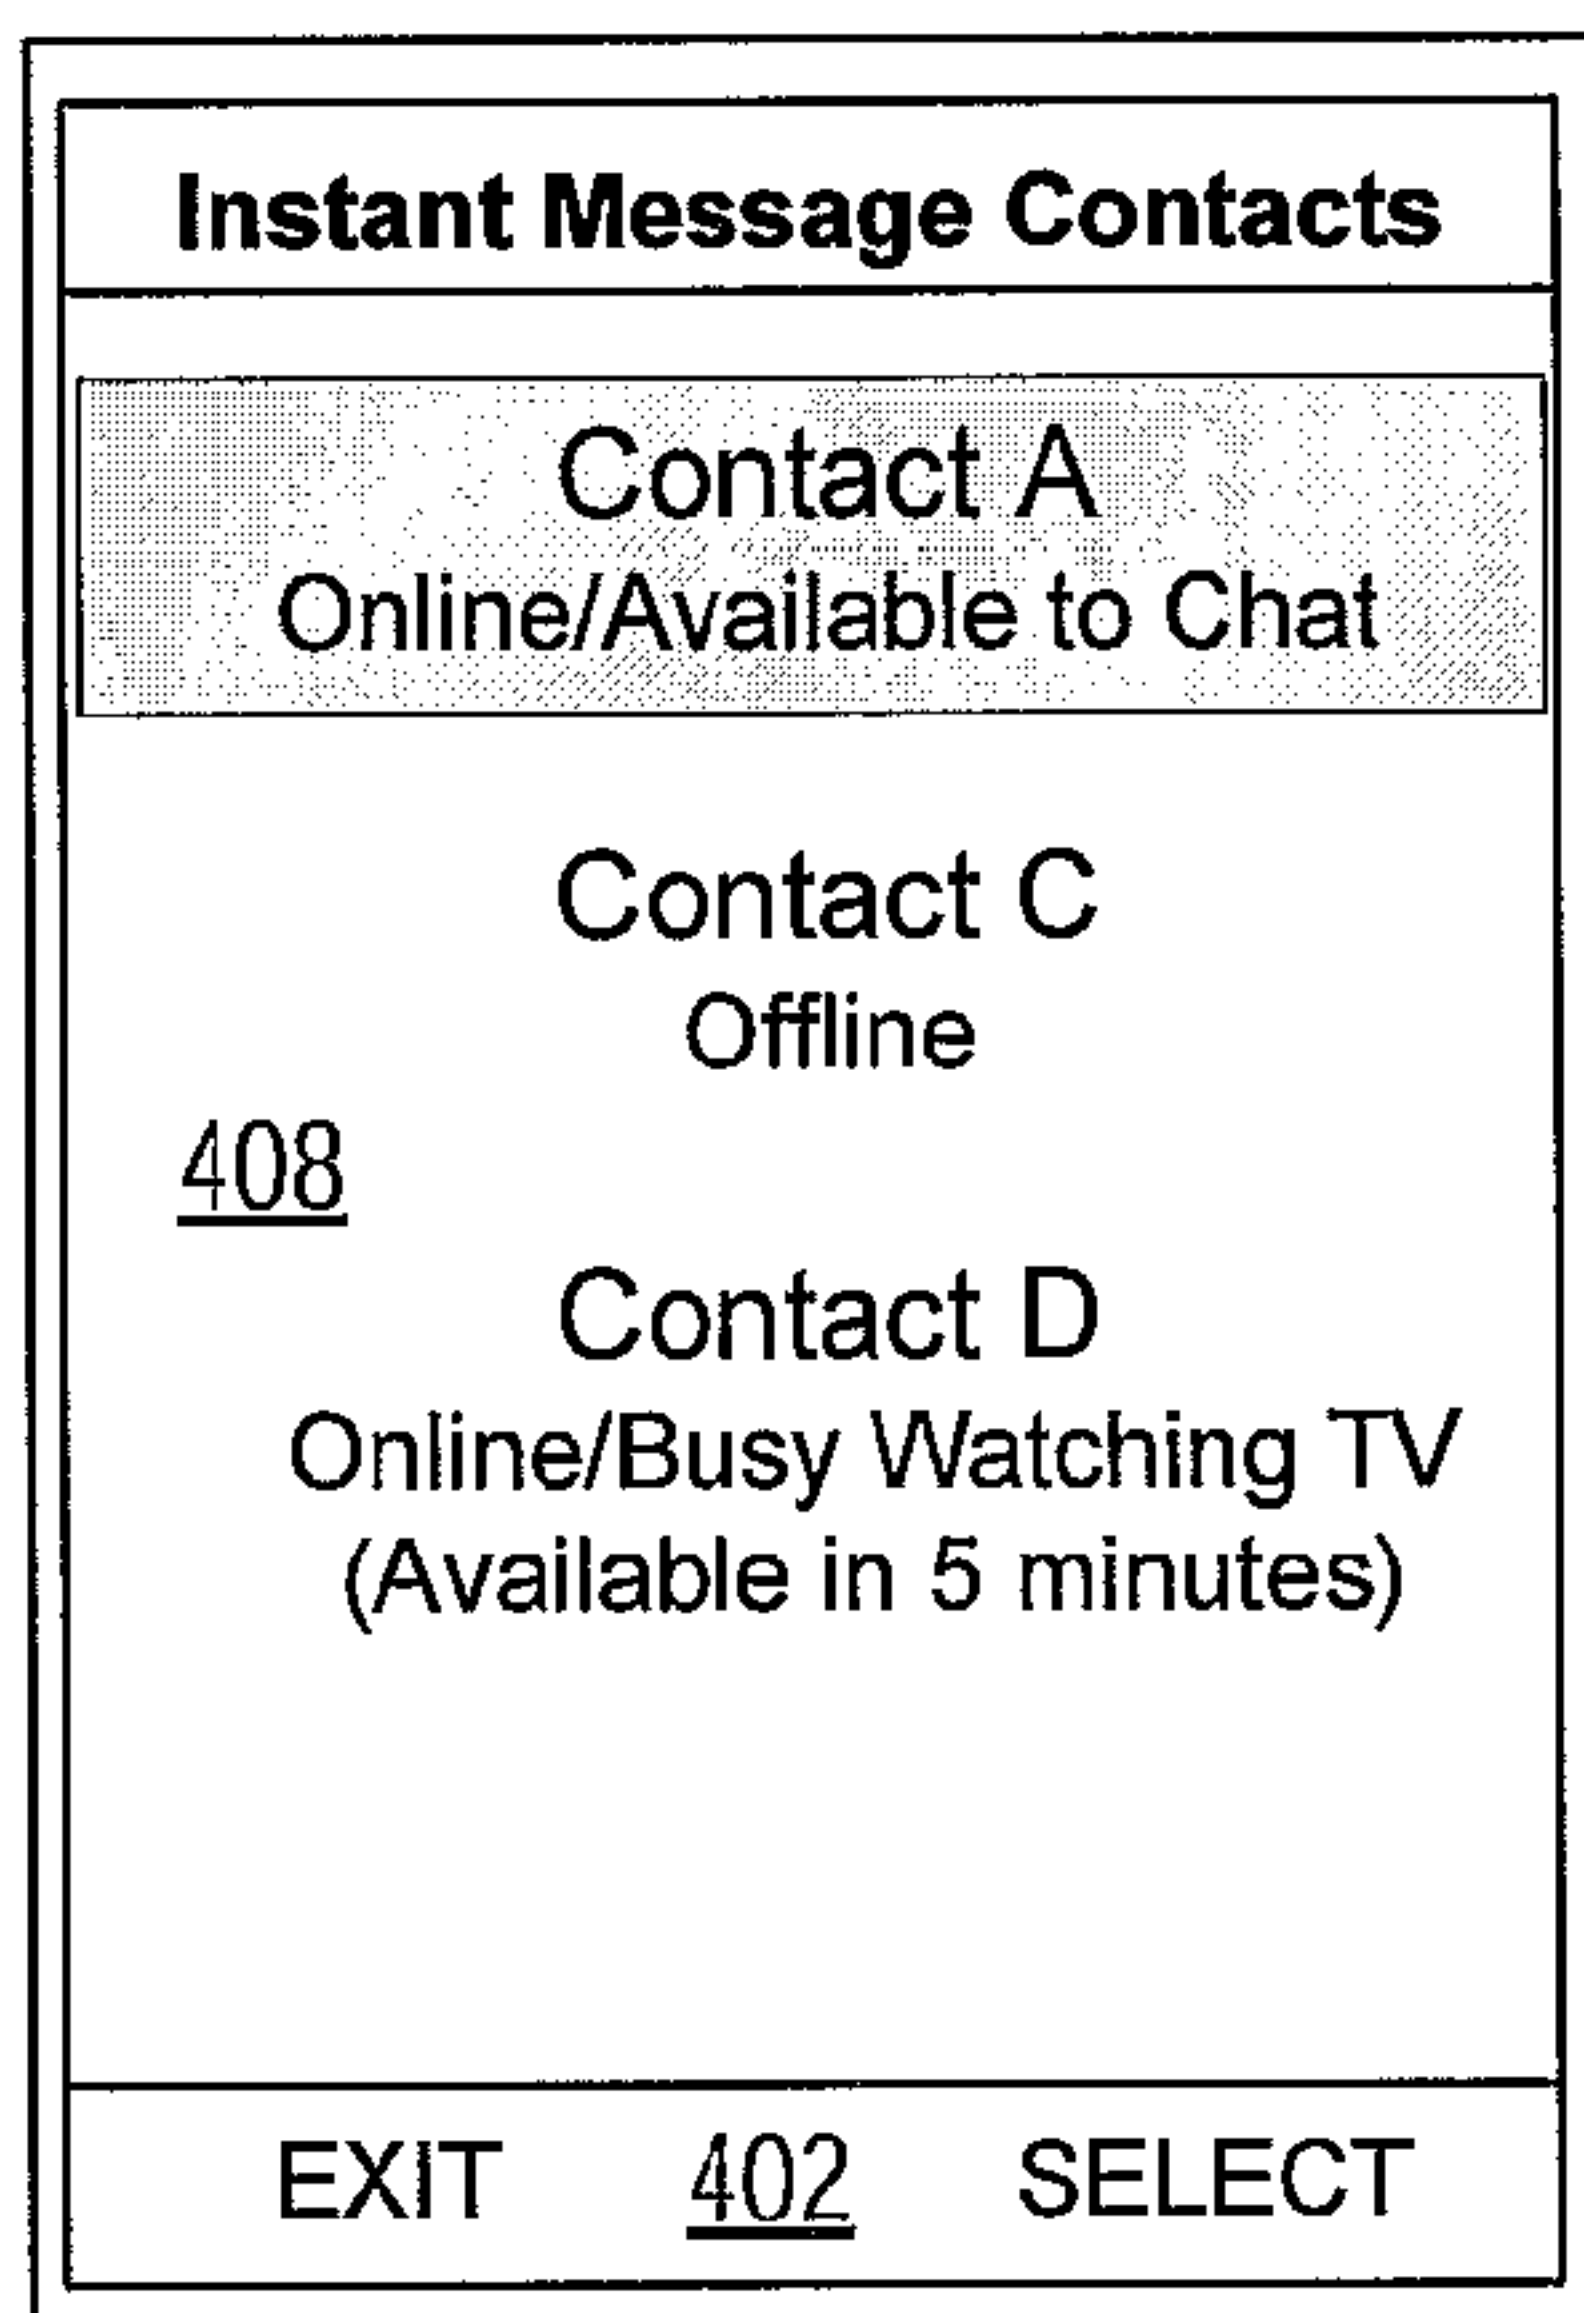 Instant Message Contacts
Contact A
Online/Available to Chat
Contact C
Offline
408
Contact D
Online/Busy Watching TV
(Available in 5 minutes)
EXIT 402 SELECT